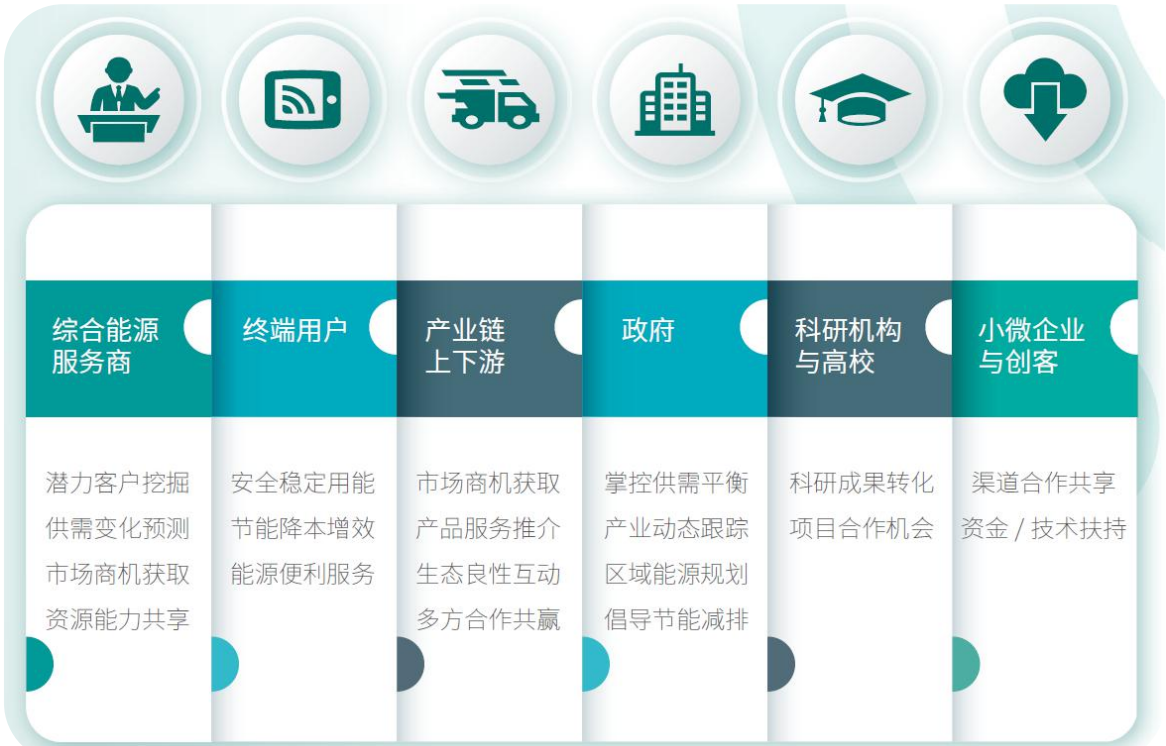 综合能源
服务商
潜力客户挖掘
供需变化预测
市场商机获取
资源能力共享
终端用户
安全稳定用能
节能降本增效
能源便利服务
产业链
上下游
市场商机获取
产品服务推介
生态良性互动
多方合作共赢
政府
掌控供需平衡
产业动态跟踪
区域能源规划
倡导节能减排
科研机构
与高校
科研成果转化
项目合作机会
小微企业
与创客
渠道合作共享
资金 / 技术扶持